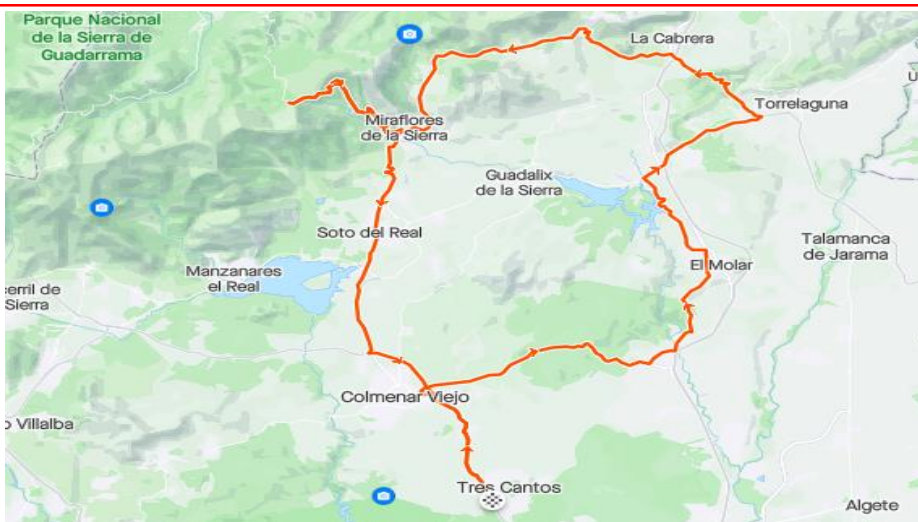 Parque Nacional
de la Sierra de
Guadarrama
La Cabrera
Torrelaguna
Miraflores
de la Sierra
Guadalix
de la Sierra
Soto del Real
Talamanca
de Jarama
El Molar
Manzanares
el Real
cerril de
Sierra
Colmenar Viejo
o Villalba
Tres Cantos
Algete